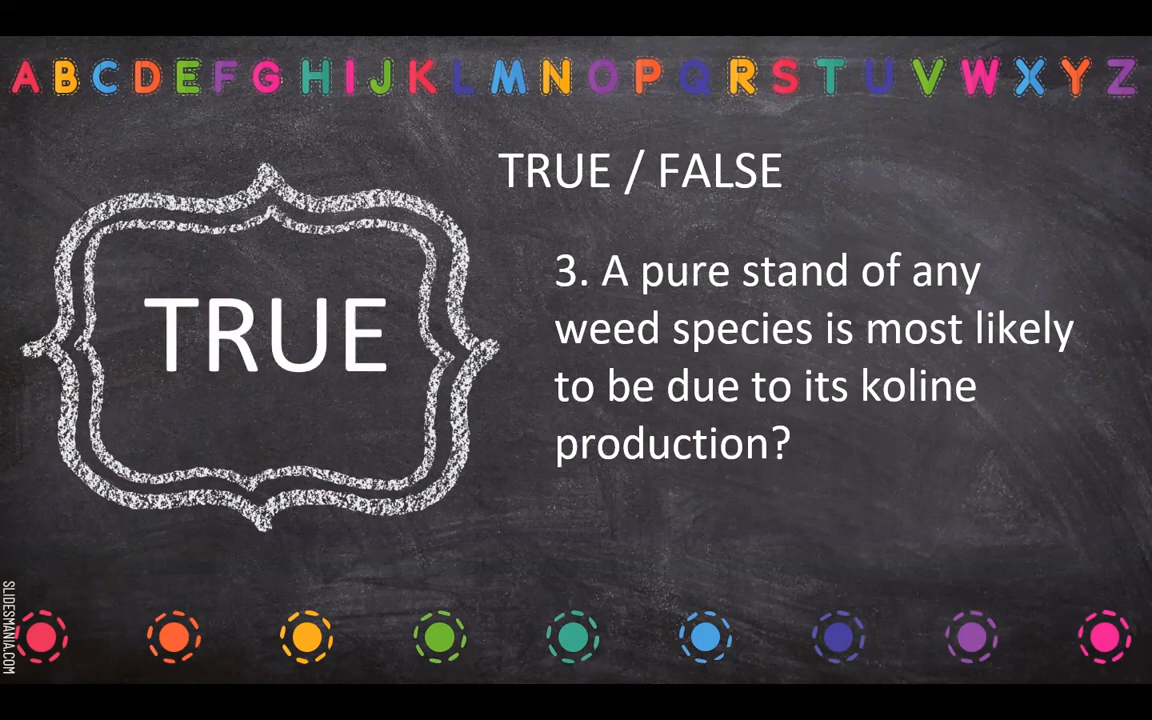 A B C D E F G H I J K L M N O P Q R S T U V W X Y Z
TRUE / FALSE
TRUE
3. A pure stand of any
weed species is most likely
to be due to its koline
production?
SLIDESMANIA.COM